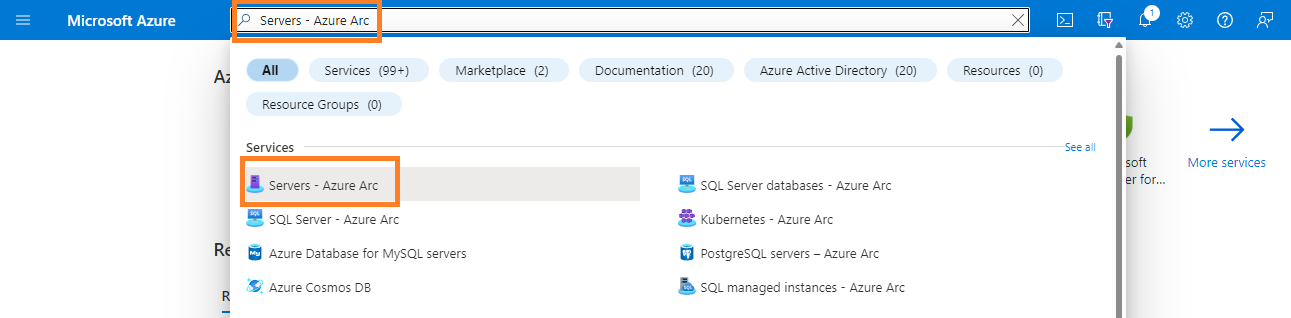 Microsoft Azure
Servers - Azure Arc
1
All
Services (99+)
Marketplace (2)
Documentation (20)
Azure Active Directory (20)
Resources (0)
Resource Groups (0)
Az
Services
See all
Servers - Azure Arc
SQL Server databases - Azure Arc
SQL Server - Azure Arc
Kubernetes - Azure Arc
Azure Database for MySQL servers
PostgreSQL servers – Azure Arc
Azure Cosmos DB
SQL managed instances - Azure Arc
soft
er for...
More services
Re
R